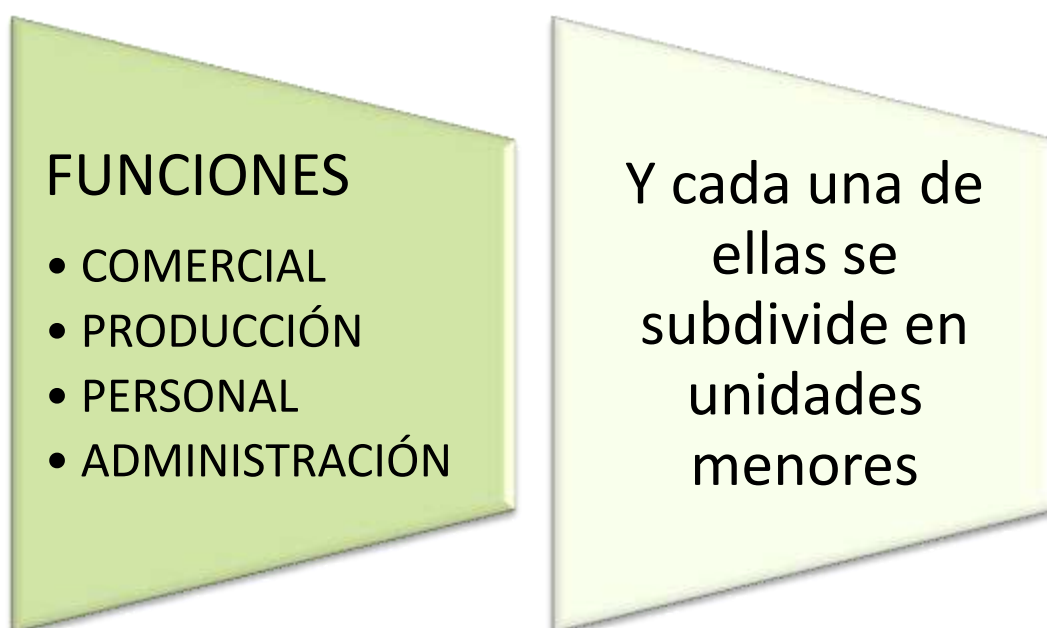 FUNCIONES
• COMERCIAL
• PRODUCCIÓN
• PERSONAL
• ADMINISTRACIÓN
Y cada una de
ellas se
subdivide en
unidades
menores